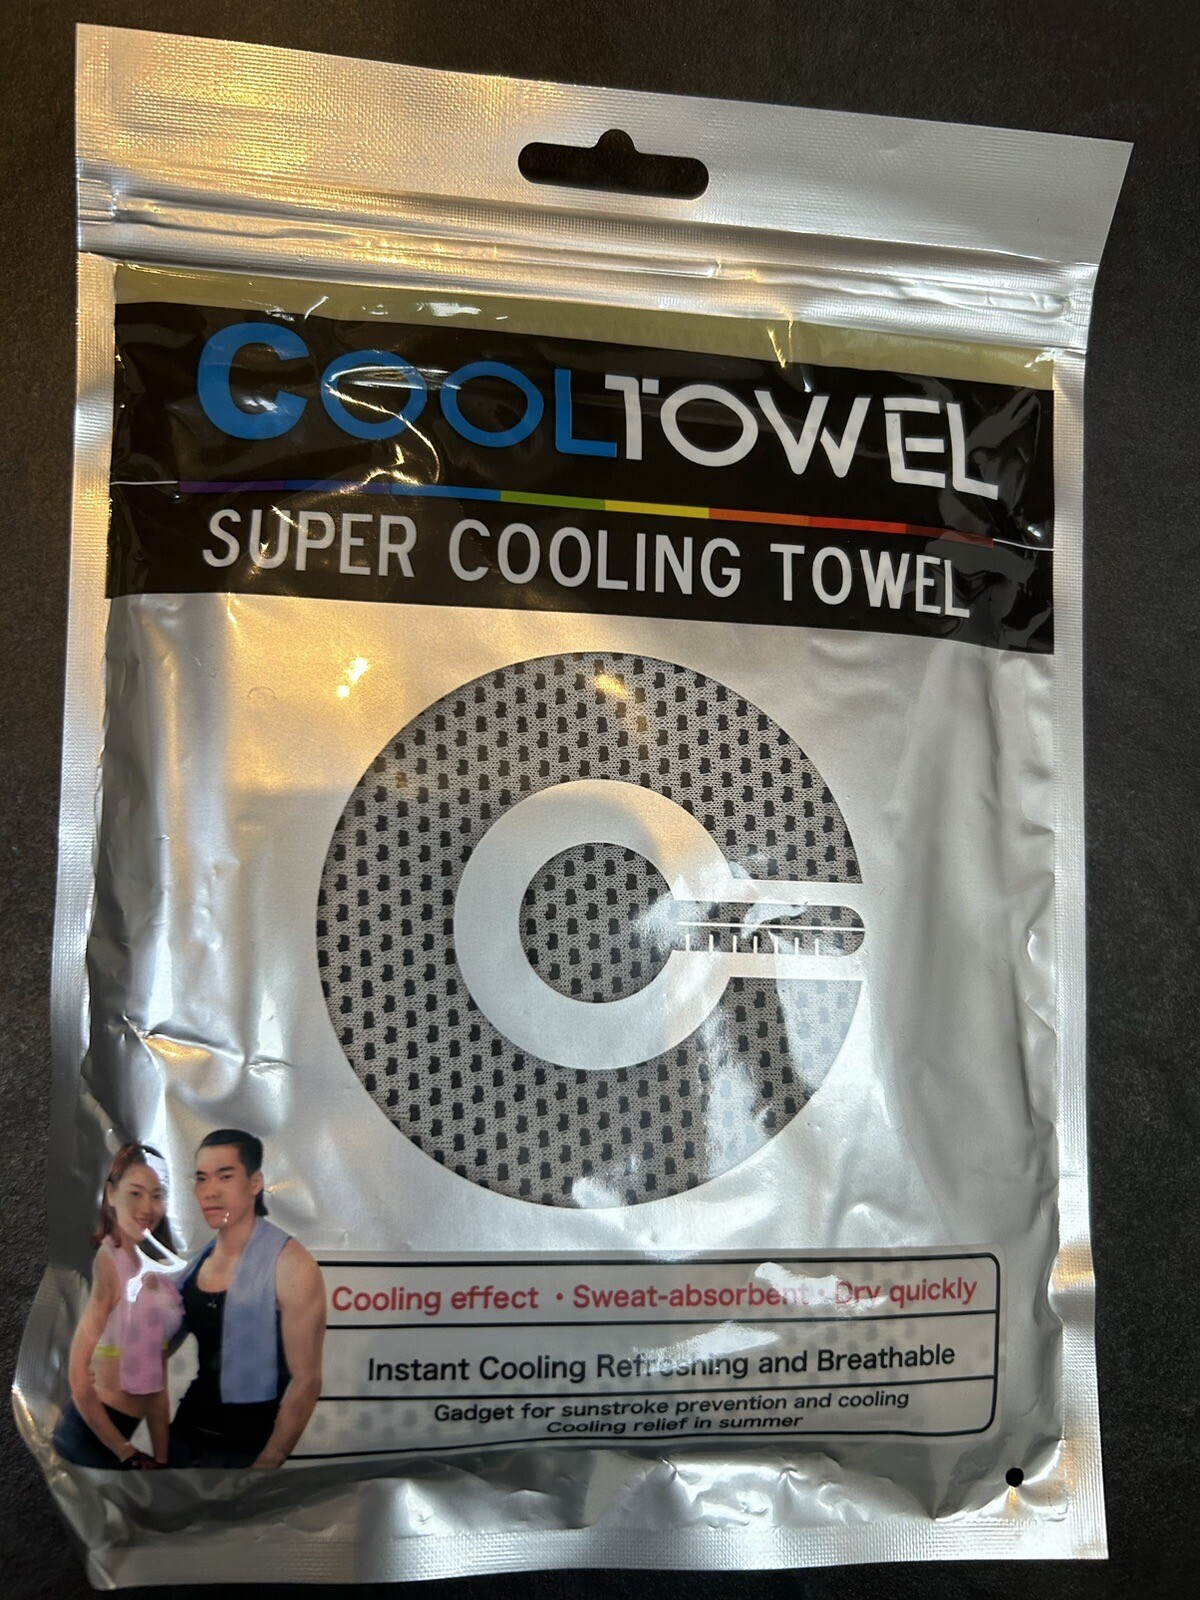 COOLTOWEL
SUPER COOLING TOWEL
Cooling effect · Sweat-absorbent · Dry quickly
Instant Cooling Refreshing and Breathable
Gadget for sunstroke prevention and cooling
Cooling relief in summer